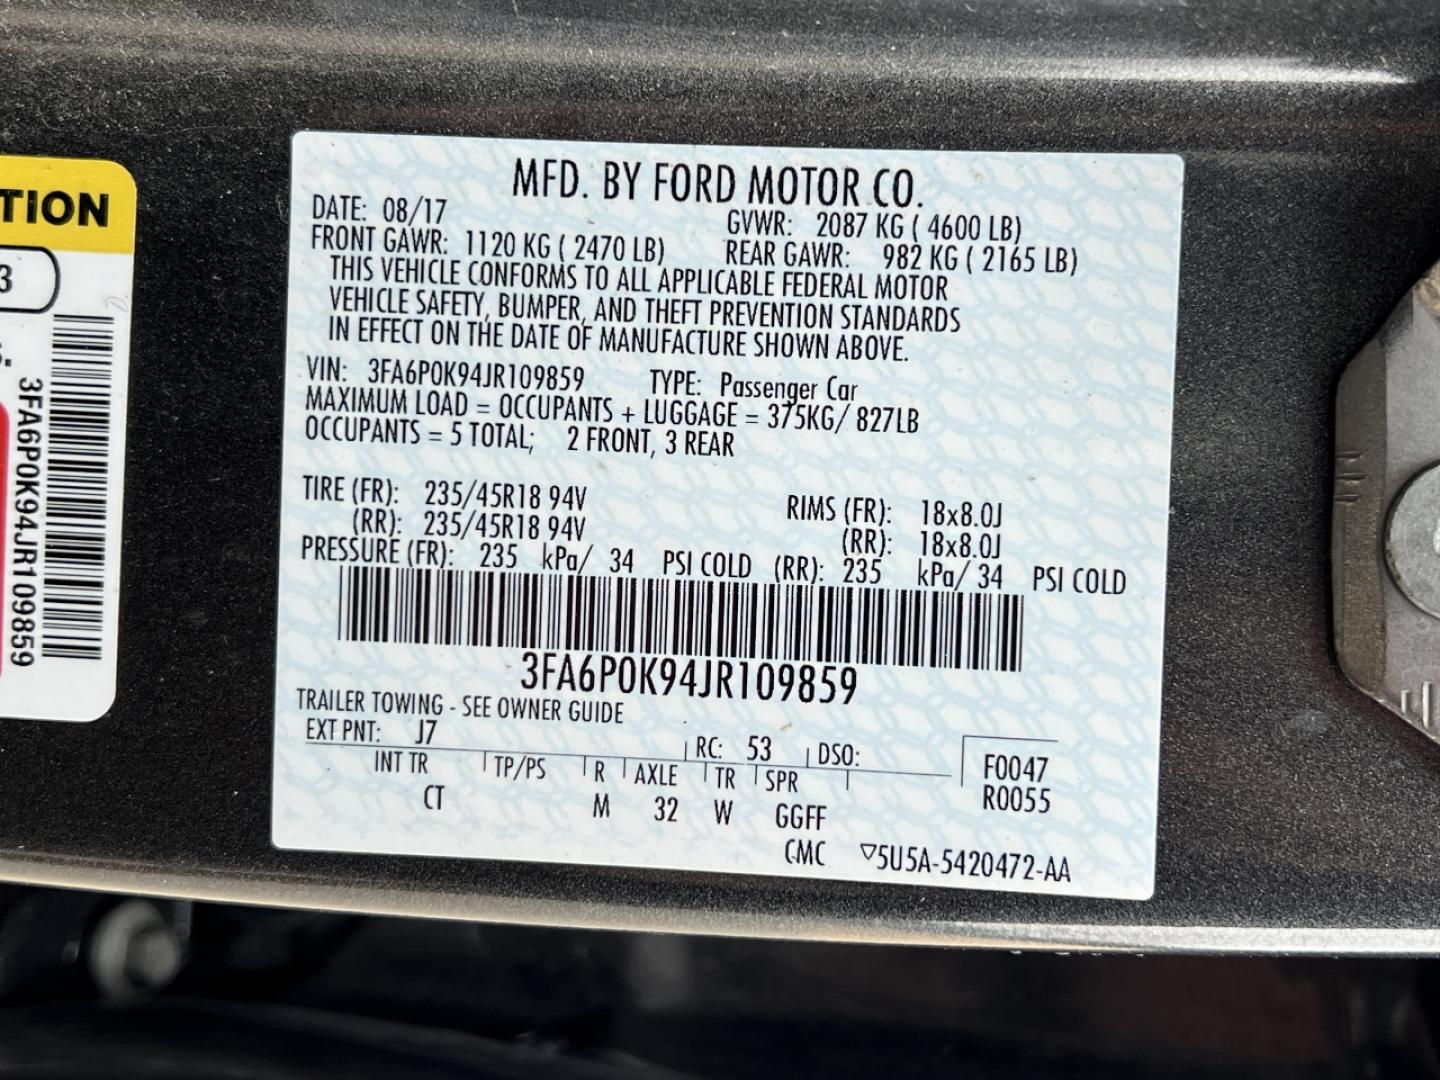 TION
3
3FA6P0K94JR109859
MFD. BY FORD MOTOR CO.
DATE: 08/17 GVWR: 2087 KG ( 4600 LB)
FRONT GAWR: 1120 KG ( 2470 LB) REAR GAWR: 982 KG ( 2165 LB)
THIS VEHICLE CONFORMS TO ALL APPLICABLE FEDERAL MOTOR
VEHICLE SAFETY, BUMPER, AND THEFT PREVENTION STANDARDS
IN EFFECT ON THE DATE OF MANUFACTURE SHOWN ABOVE.
VIN: 3FA6P0K94JR109859 TYPE: Passenger Car
MAXIMUM LOAD = OCCUPANTS + LUGGAGE = 375KG/ 827LB
OCCUPANTS = 5 TOTAL; 2 FRONT, 3 REAR
TIRE (FR): 235/45R18 94V RIMS (FR): 18x8.0J
(RR): 235/45R18 94V (RR): 18x8.0J
PRESSURE (FR): 235 kPa/ 34 PSI COLD (RR): 235 kPa/ 34 PSI COLD
3FA6P0K94JR109859
TRAILER TOWING - SEE OWNER GUIDE
EXT PNT: J7 RC: 53 DSO:
INT TR TP/PS R AXLE TR SPR F0047
CT M 32 W GGFF R0055
CMC ▽5U5A-5420472-AA